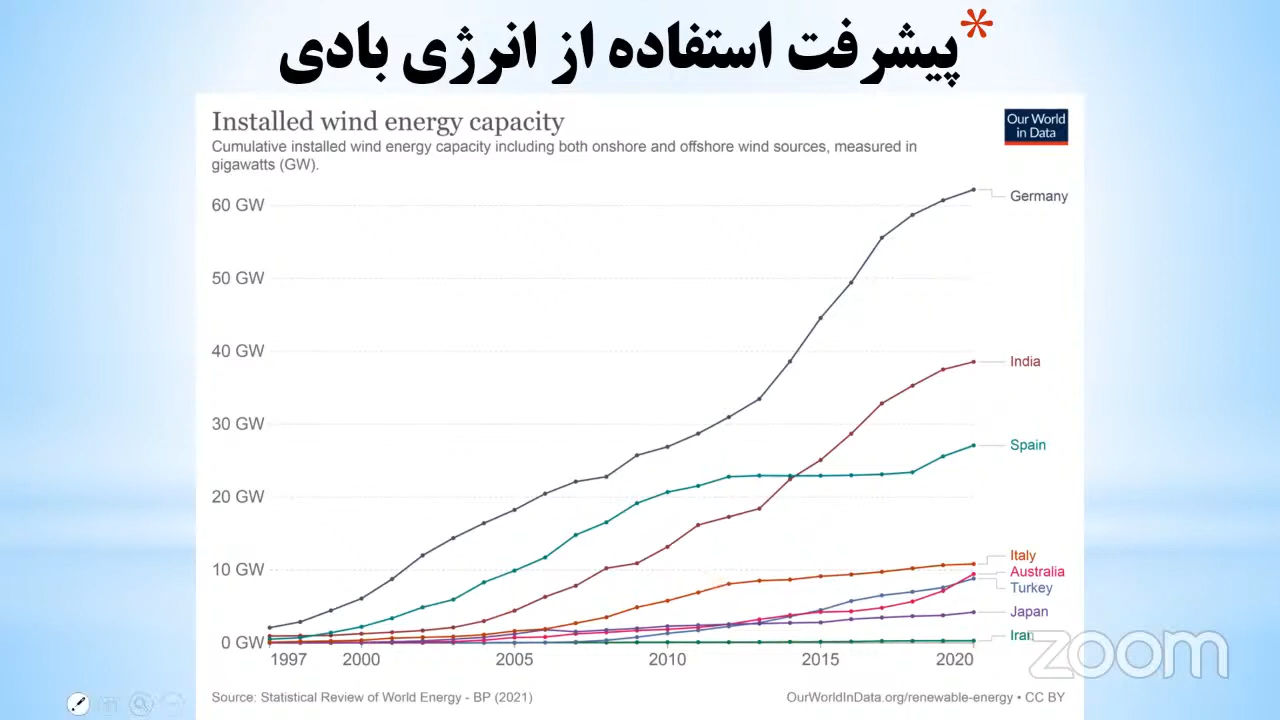 *پیشرفت استفاده از انرژی بادی
Installed wind energy capacity
Our World
in Data
Cumulative installed wind energy capacity including both onshore and offshore wind sources, measured in
gigawatts (GW).
60 GW
50 GW
40 GW
30 GW
20 GW
10 GW
0 GW
Germany
India
Spain
Italy
Australia
Turkey
Japan
Iran
1997 2000 2005 2010 2015 2020
zoom
Source: Statistical Review of World Energy - BP (2021)
OurWorldInData.org/renewable-energy • CC BY